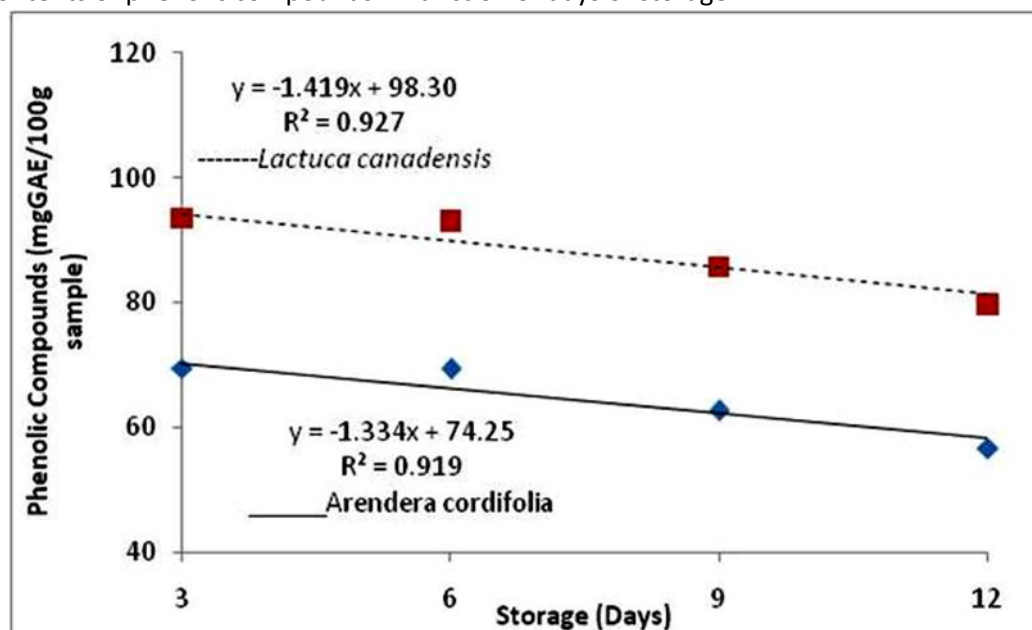 120
y = -1.419x + 98.30
R² = 0.927
Lactuca canadensis
100
Phenolic Compounds (mgGAE/100g
sample)
80
60
y = -1.334x + 74.25
R² = 0.919
Arendera cordifolia
40
3 6 9 12
Storage (Days)